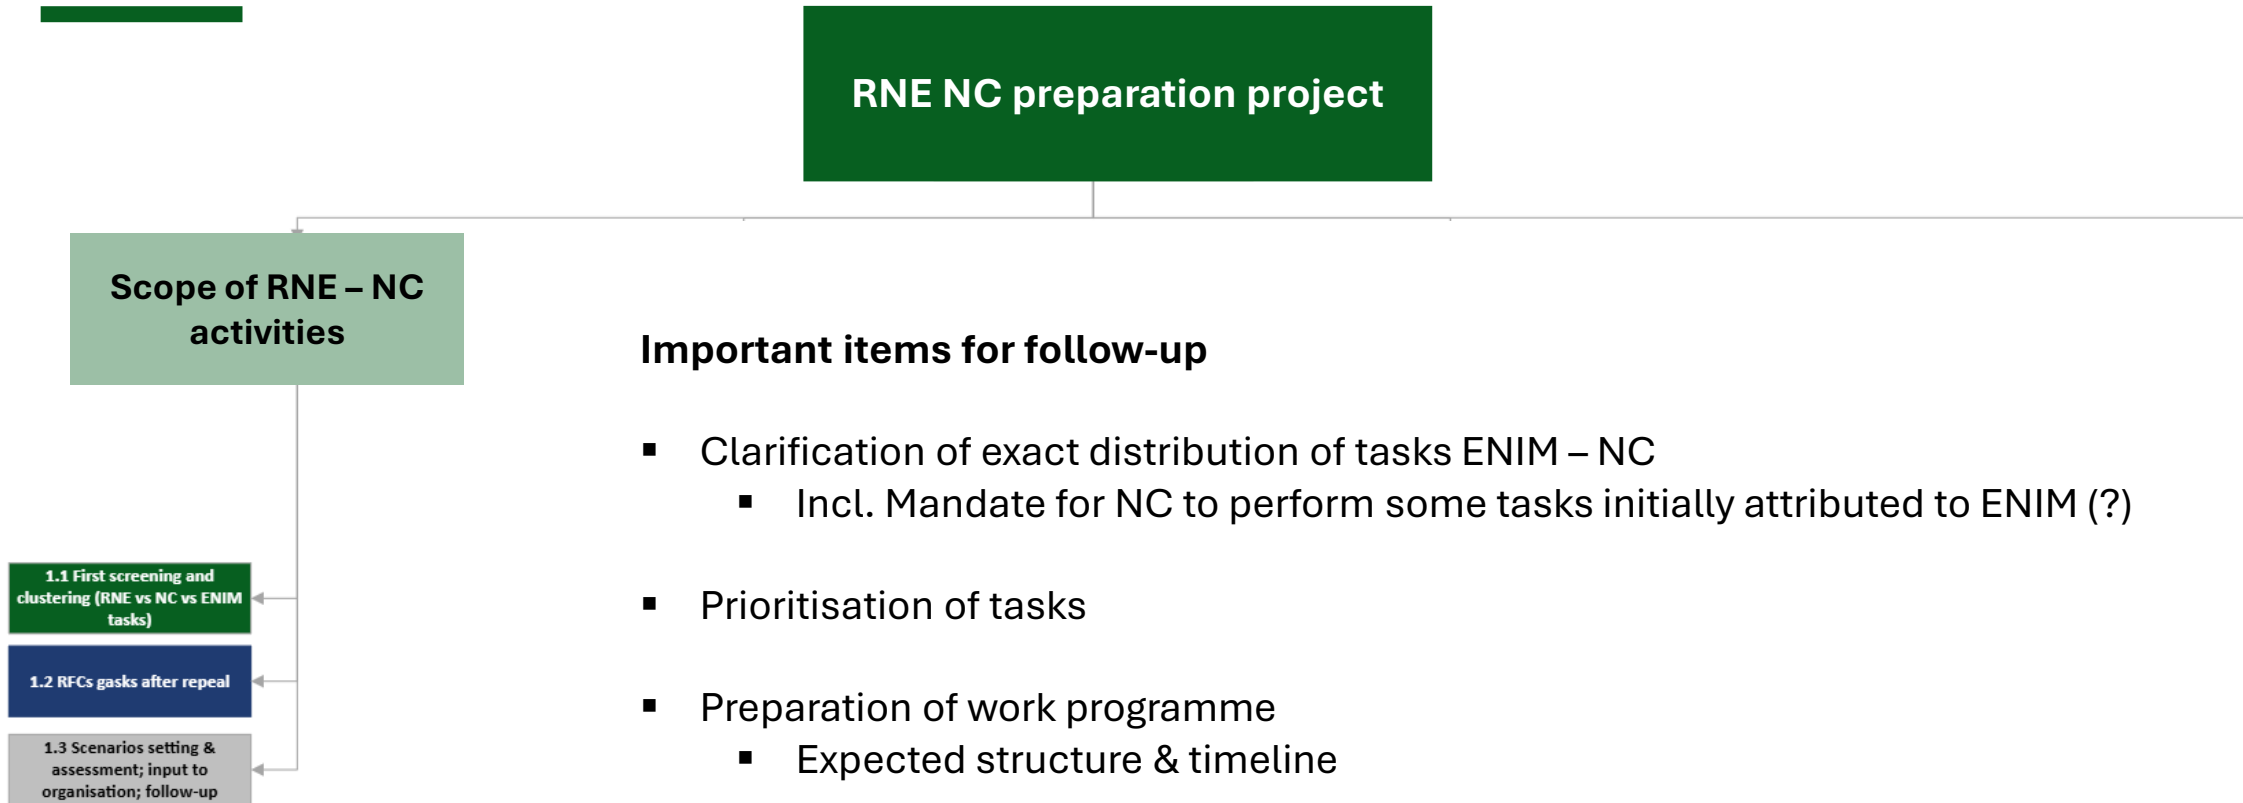 RNE NC preparation project
Scope of RNE – NC
activities
Important items for follow-up
▪ Clarification of exact distribution of tasks ENIM – NC
▪ Incl. Mandate for NC to perform some tasks initially attributed to ENIM (?)
▪ Prioritisation of tasks
▪ Preparation of work programme
▪ Expected structure & timeline
1.1 First screening and
clustering (RNE vs NC vs ENIM
tasks)
1.2 RFCs gasks after repeal
1.3 Scenarios setting &
assessment; input to
organisation; follow-up